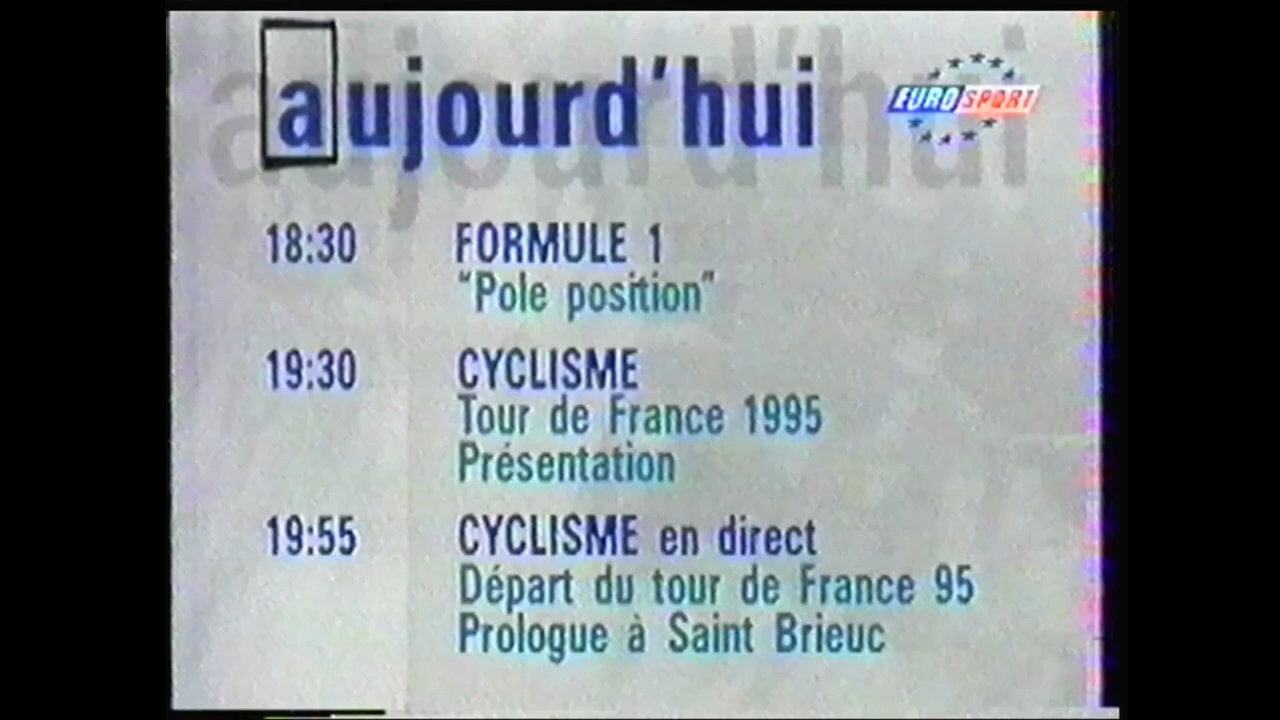 aujourd'hui
EUROSPORT
18:30 FORMULE 1
"Pole position"
19:30 CYCLISME
Tour de France 1995
Présentation
19:55 CYCLISME en direct
Départ du tour de France 95
Prologue à Saint Brieuc